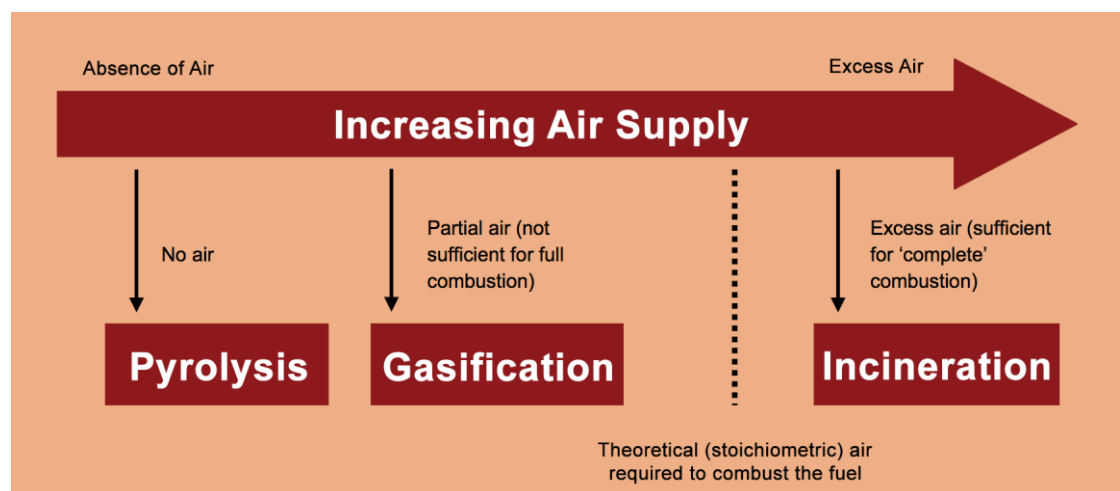 Absence of Air
Excess Air
Increasing Air Supply
No air
Partial air (not
sufficient for full
combustion)
Excess air (sufficient
for ‘complete’
combustion)
Pyrolysis
Gasification
Incineration
Theoretical (stoichiometric) air
required to combust the fuel